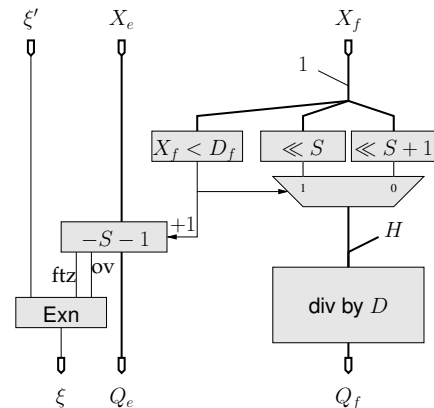 ξ′ X_e X_f
1
X_f < D_f ≪ S ≪ S + 1
1 0
+1
−S − 1
H
ftz ov
Exn div by D
ξ Q_e Q_f